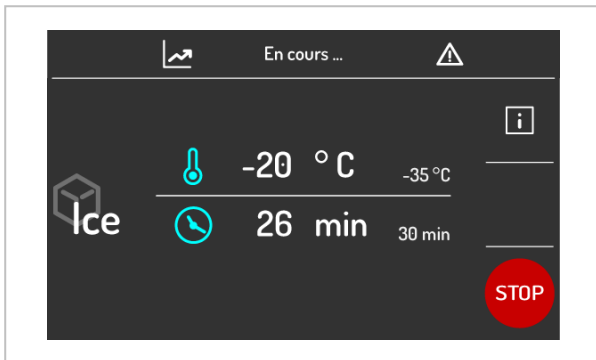 En cours ...
i
-20 °C -35 °C
Ice
26 min 30 min
STOP